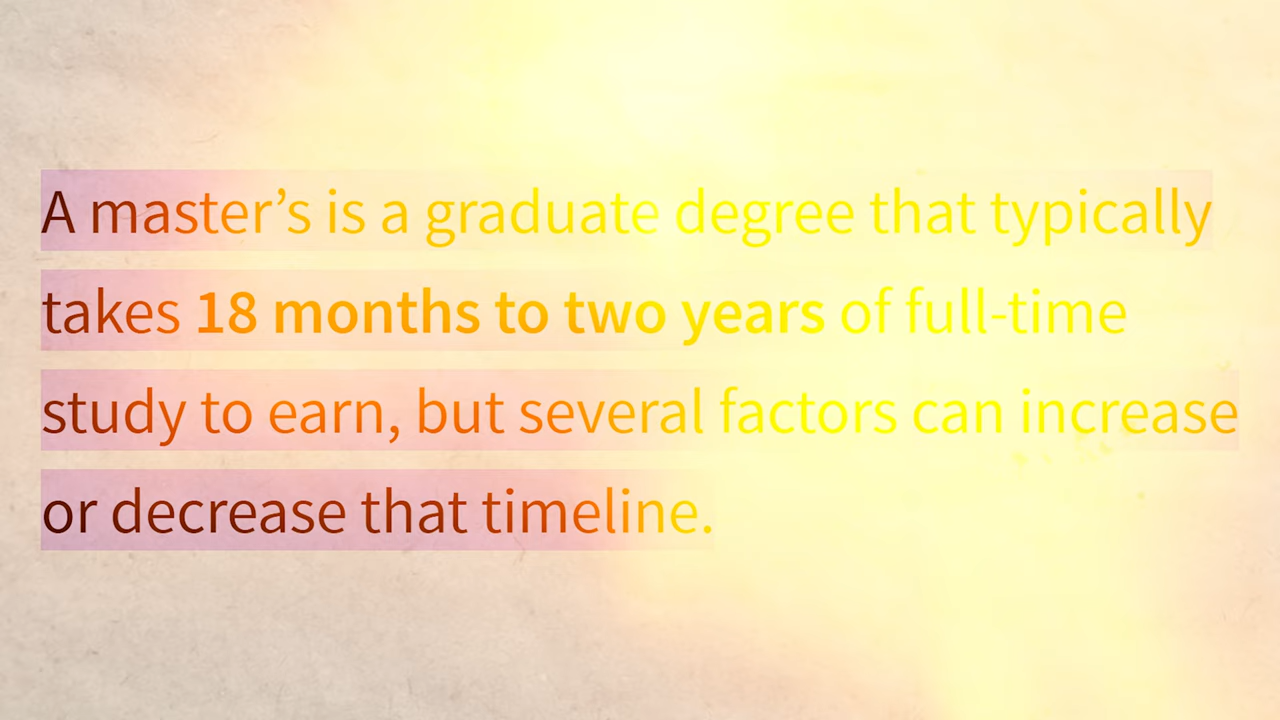 A master’s is a graduate degree that typically
takes 18 months to two years of full-time
study to earn, but several factors can increase
or decrease that timeline.